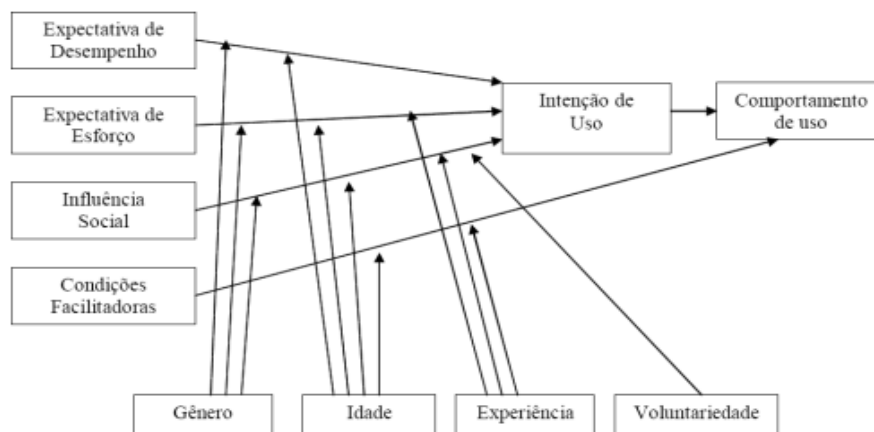 Expectativa de
Desempenho
Expectativa de
Esforço
Influência
Social
Condições
Facilitadoras
Intenção de
Uso
Comportamento
de uso
Gênero
Idade
Experiência
Voluntariedade